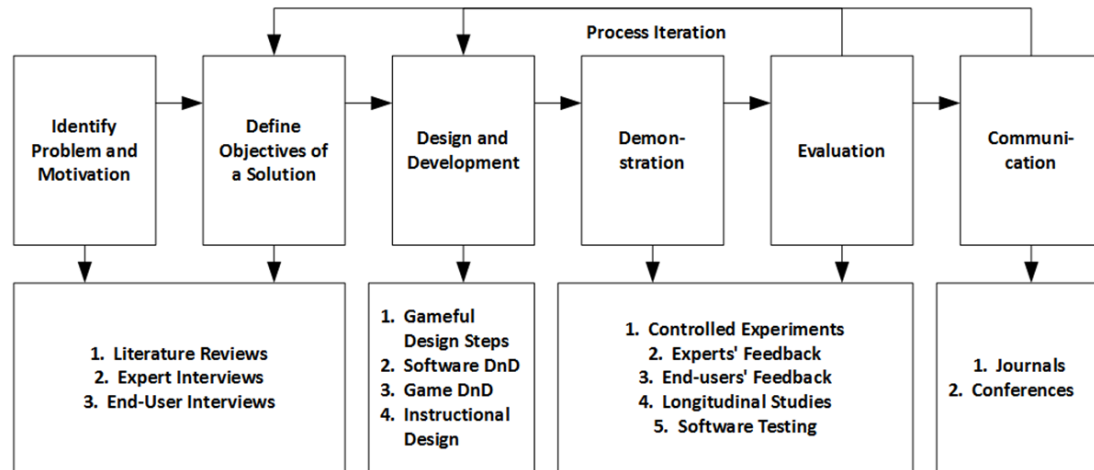 Process Iteration
Identify
Problem and
Motivation
Define
Objectives of
a Solution
Design and
Development
Demon-
stration
Evaluation
Communi-
cation
1. Literature Reviews
2. Expert Interviews
3. End-User Interviews
1. Gameful
Design Steps
2. Software DnD
3. Game DnD
4. Instructional
Design
1. Controlled Experiments
2. Experts' Feedback
3. End-users' Feedback
4. Longitudinal Studies
5. Software Testing
1. Journals
2. Conferences